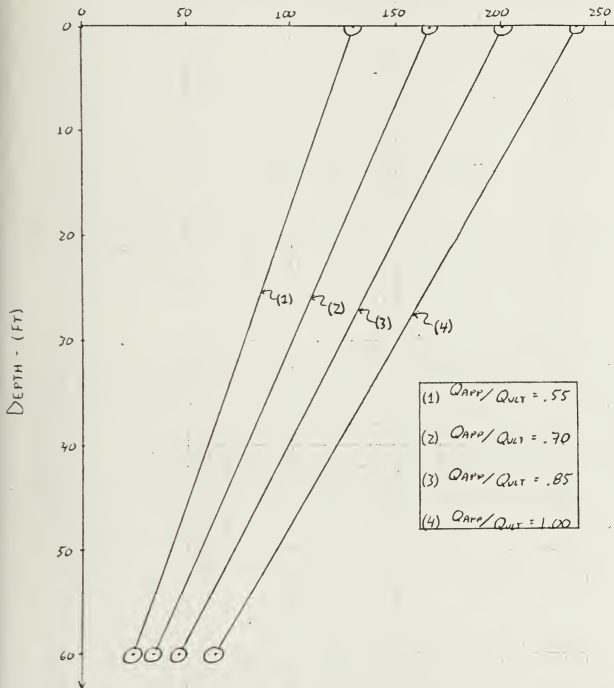 0 50 100 150 200 250
0
10
20
30
40
50
60
DEPTH - (FT)
(1)
(2)
(3)
(4)
(1) QAPP/QULT = .55
(2) QAPP/QULT = .70
(3) QAPP/QULT = .85
(4) QAPP/QULT = 1.00